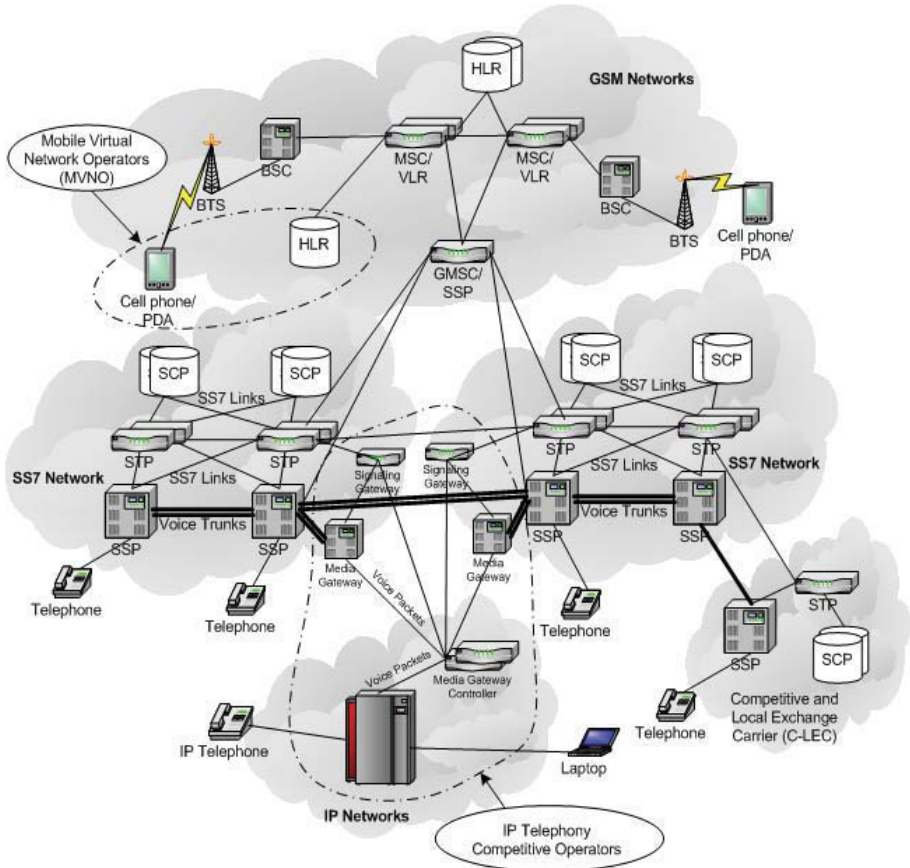 HLR
GSM Networks
Mobile Virtual
Network Operators
(MVNO)
BSC
MSC/
VLR
MSC/
VLR
BTS
BSC
HLR
BTS
Cell phone/
PDA
GMSC/
SSP
Cell phone/
PDA
SCP
SCP
SCP
SCP
SS7 Links
SS7 Links
STP
STP
STP
STP
SS7 Links
SS7 Links
Signaling
Gateway
Signaling
Gateway
SS7 Network
SS7 Network
Voice Trunks
Voice Trunks
SSP
SSP
SSP
SSP
Media
Gateway
Media
Gateway
Telephone
Telephone
Telephone
Voice Packets
STP
SSP
SCP
Voice Packets
Media Gateway
Controller
Competitive and
Local Exchange
Carrier (C-LEC)
Telephone
IP Telephone
Laptop
IP Networks
IP Telephony
Competitive Operators